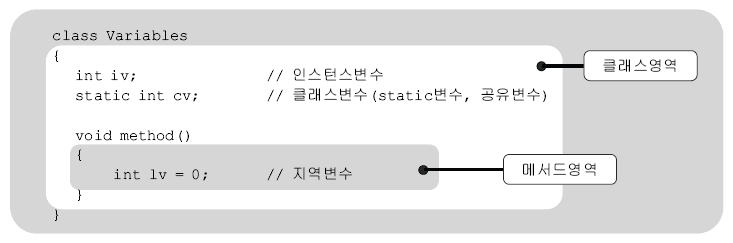 class Variables
{
int iv; // 인스턴스변수
static int cv; // 클래스변수(static변수, 공유변수)
void method()
{
int lv = 0; // 지역변수
}
}
클래스영역
메서드영역